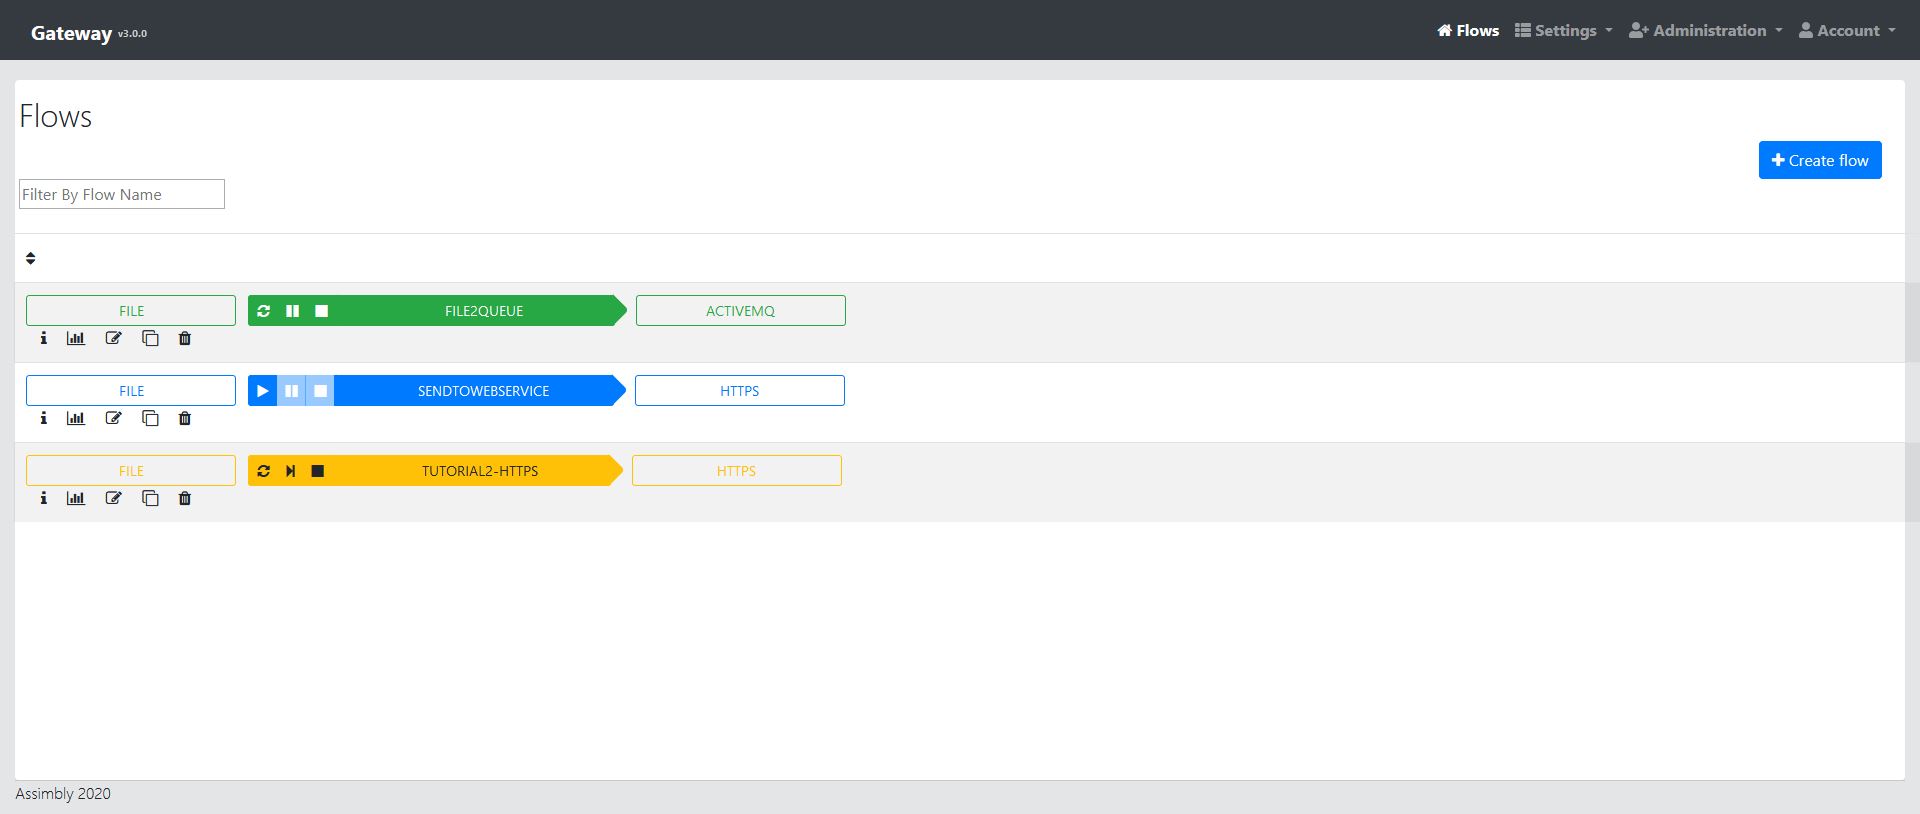 Gateway v3.0.0
Flows Settings Administration Account
Flows
Create flow
Filter By Flow Name
FILE FILE2QUEUE ACTIVEMQ
FILE SENDTOWEBSERVICE HTTPS
FILE TUTORIAL2-HTTPS HTTPS
Assimbly 2020